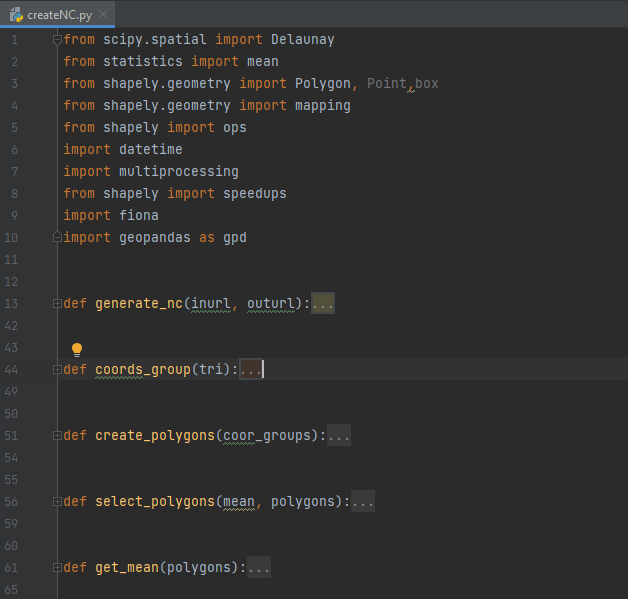 createNC.py
1 from scipy.spatial import Delaunay
2 from statistics import mean
3 from shapely.geometry import Polygon, Point,box
4 from shapely.geometry import mapping
5 from shapely import ops
6 import datetime
7 import multiprocessing
8 from shapely import speedups
9 import fiona
10 import geopandas as gpd
11
12
13 def generate_nc(inurl, outurl):...
42
43
44 def coords_group(tri):...
49
50
51 def create_polygons(coor_groups):...
54
55
56 def select_polygons(mean, polygons):...
59
60
61 def get_mean(polygons):...
65